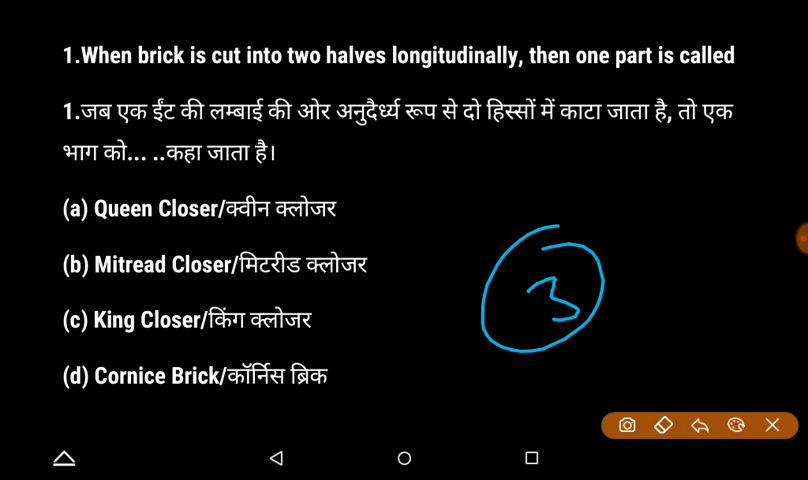 1.When brick is cut into two halves longitudinally, then one part is called
1.जब एक ईंट की लम्बाई की ओर अनुदैर्ध्य रूप से दो हिस्सों में काटा जाता है, तो एक
भाग को... ..कहा जाता है।
(a) Queen Closer/क्वीन क्लोजर
(b) Mitread Closer/मिटरीड क्लोजर
(c) King Closer/किंग क्लोजर
3
(d) Cornice Brick/कॉर्निस ब्रिक